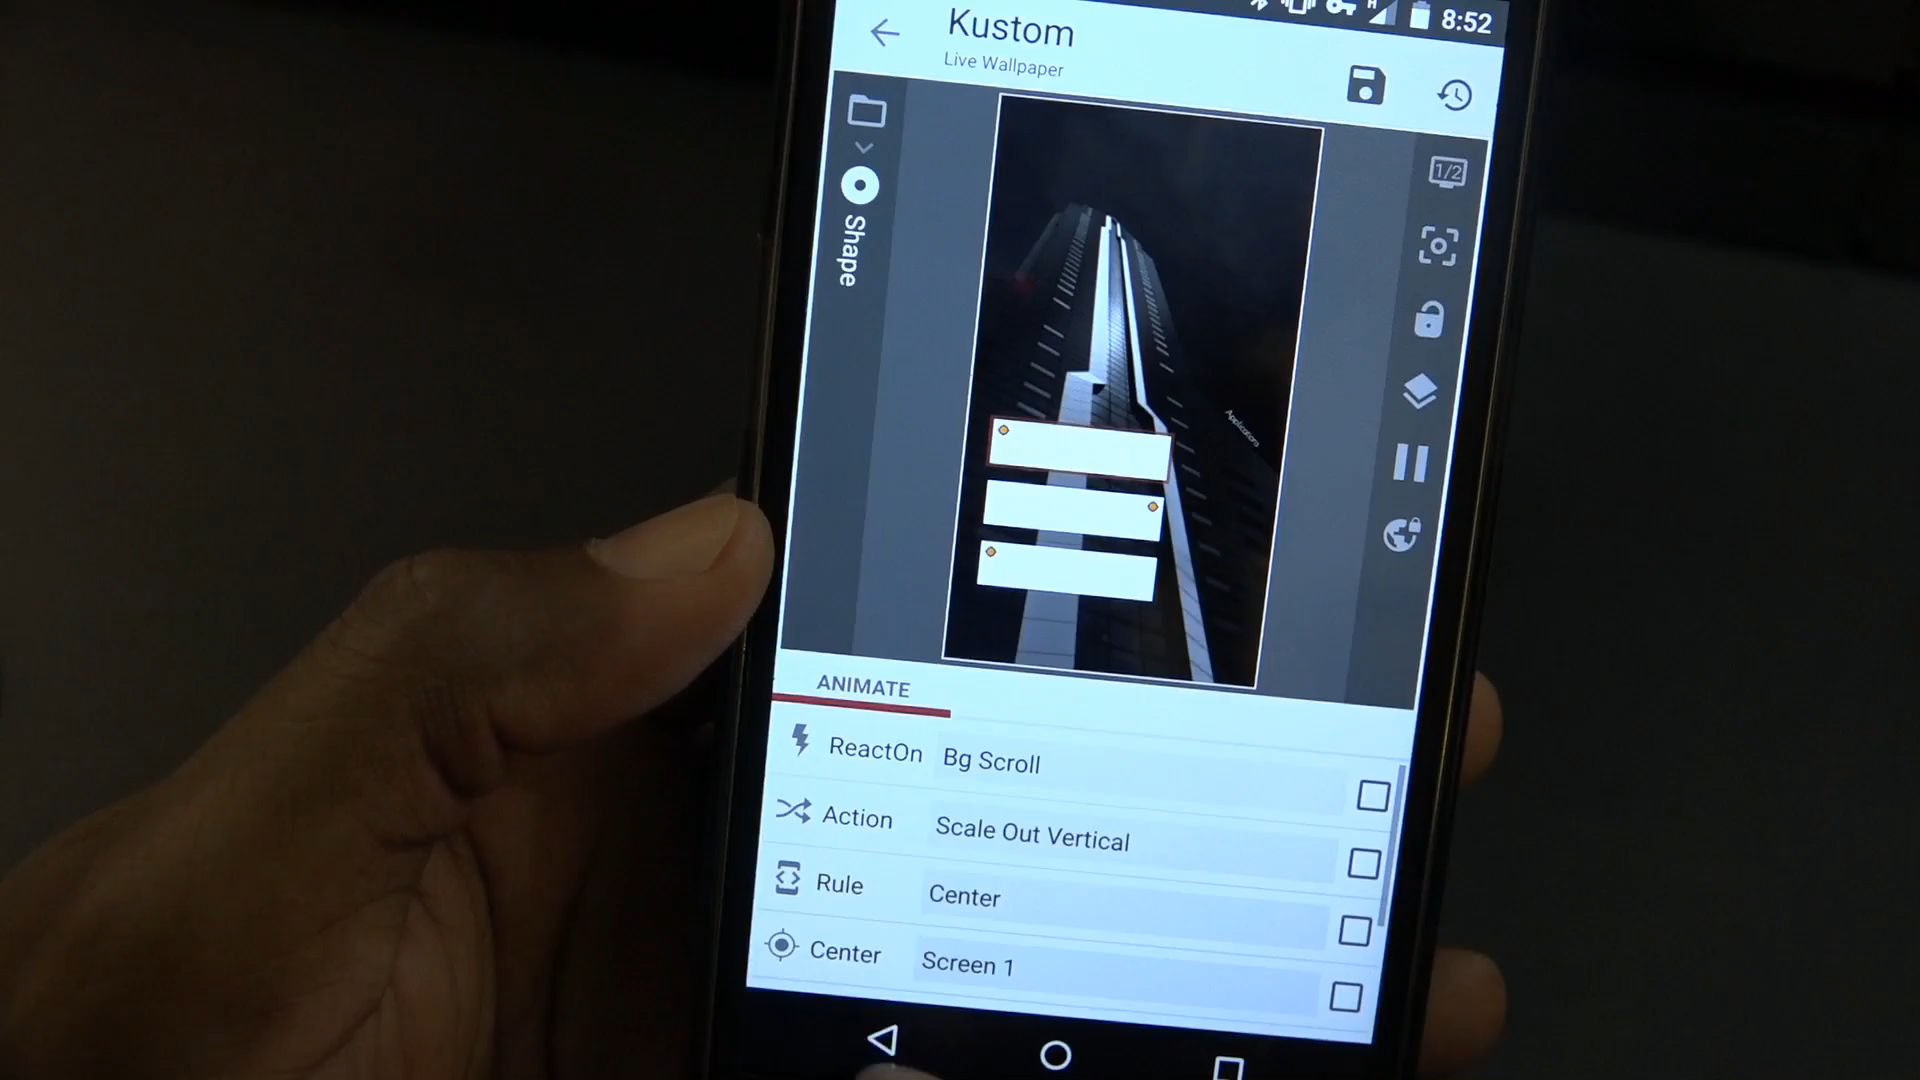 H
8:52
Kustom
Live Wallpaper
1/2
Shape
Applications
ANIMATE
ReactOn Bg Scroll
Action Scale Out Vertical
Rule Center
Center Screen 1